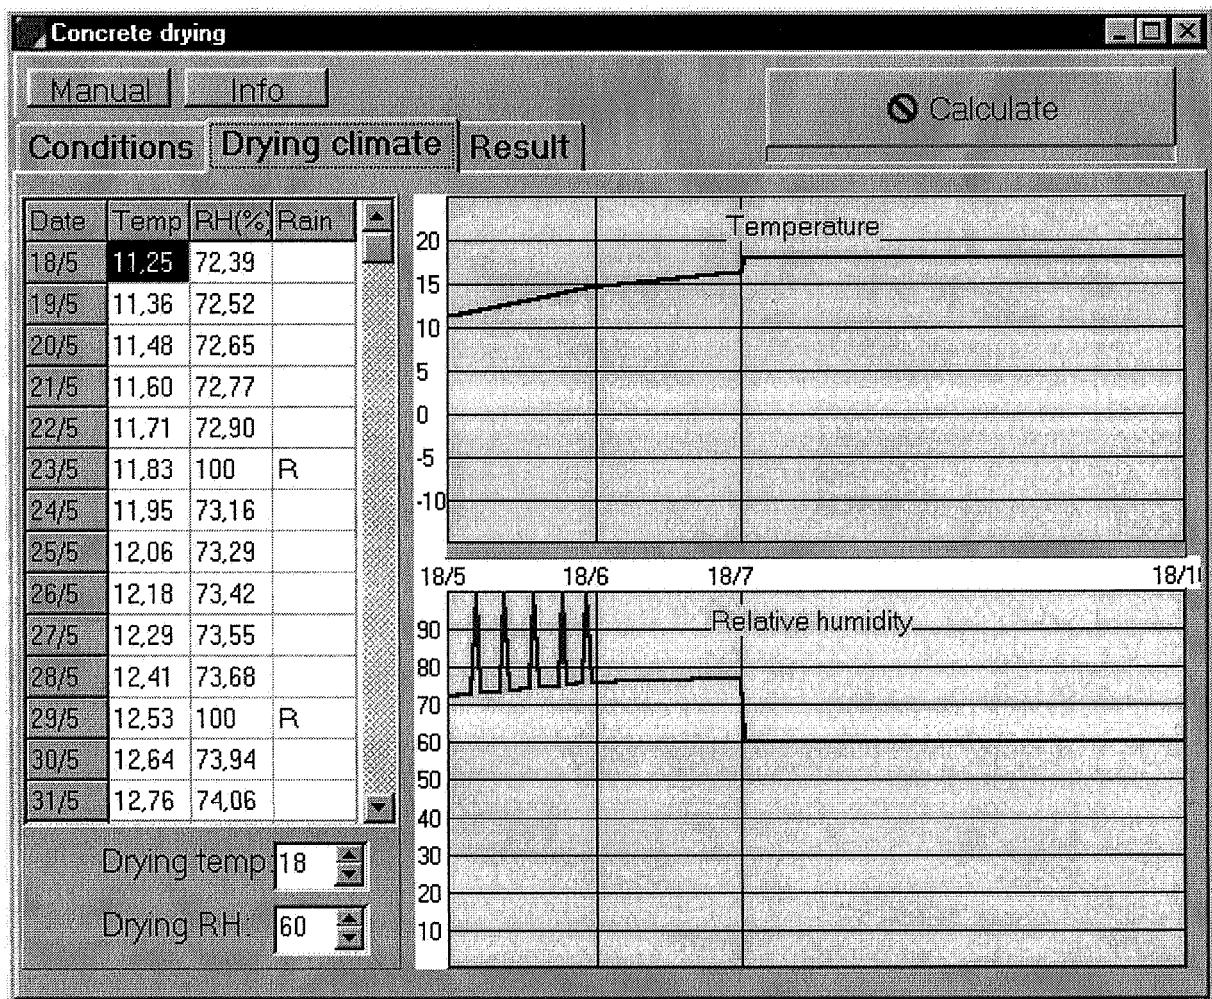 Concrete drying
Manual Info
Calculate
Conditions Drying climate Result
Date Temp RH(%) Rain
18/5 11,25 72,39
19/5 11,36 72,52
20/5 11,48 72,65
21/5 11,60 72,77
22/5 11,71 72,90
23/5 11,83 100 R
24/5 11,95 73,16
25/5 12,06 73,29
26/5 12,18 73,42
27/5 12,29 73,55
28/5 12,41 73,68
29/5 12,53 100 R
30/5 12,64 73,94
31/5 12,76 74,06
Drying temp: 18
Drying RH: 60
Temperature
20
15
10
5
0
-5
-10
18/5 18/6 18/7 18/1
Relative humidity
90
80
70
60
50
40
30
20
10